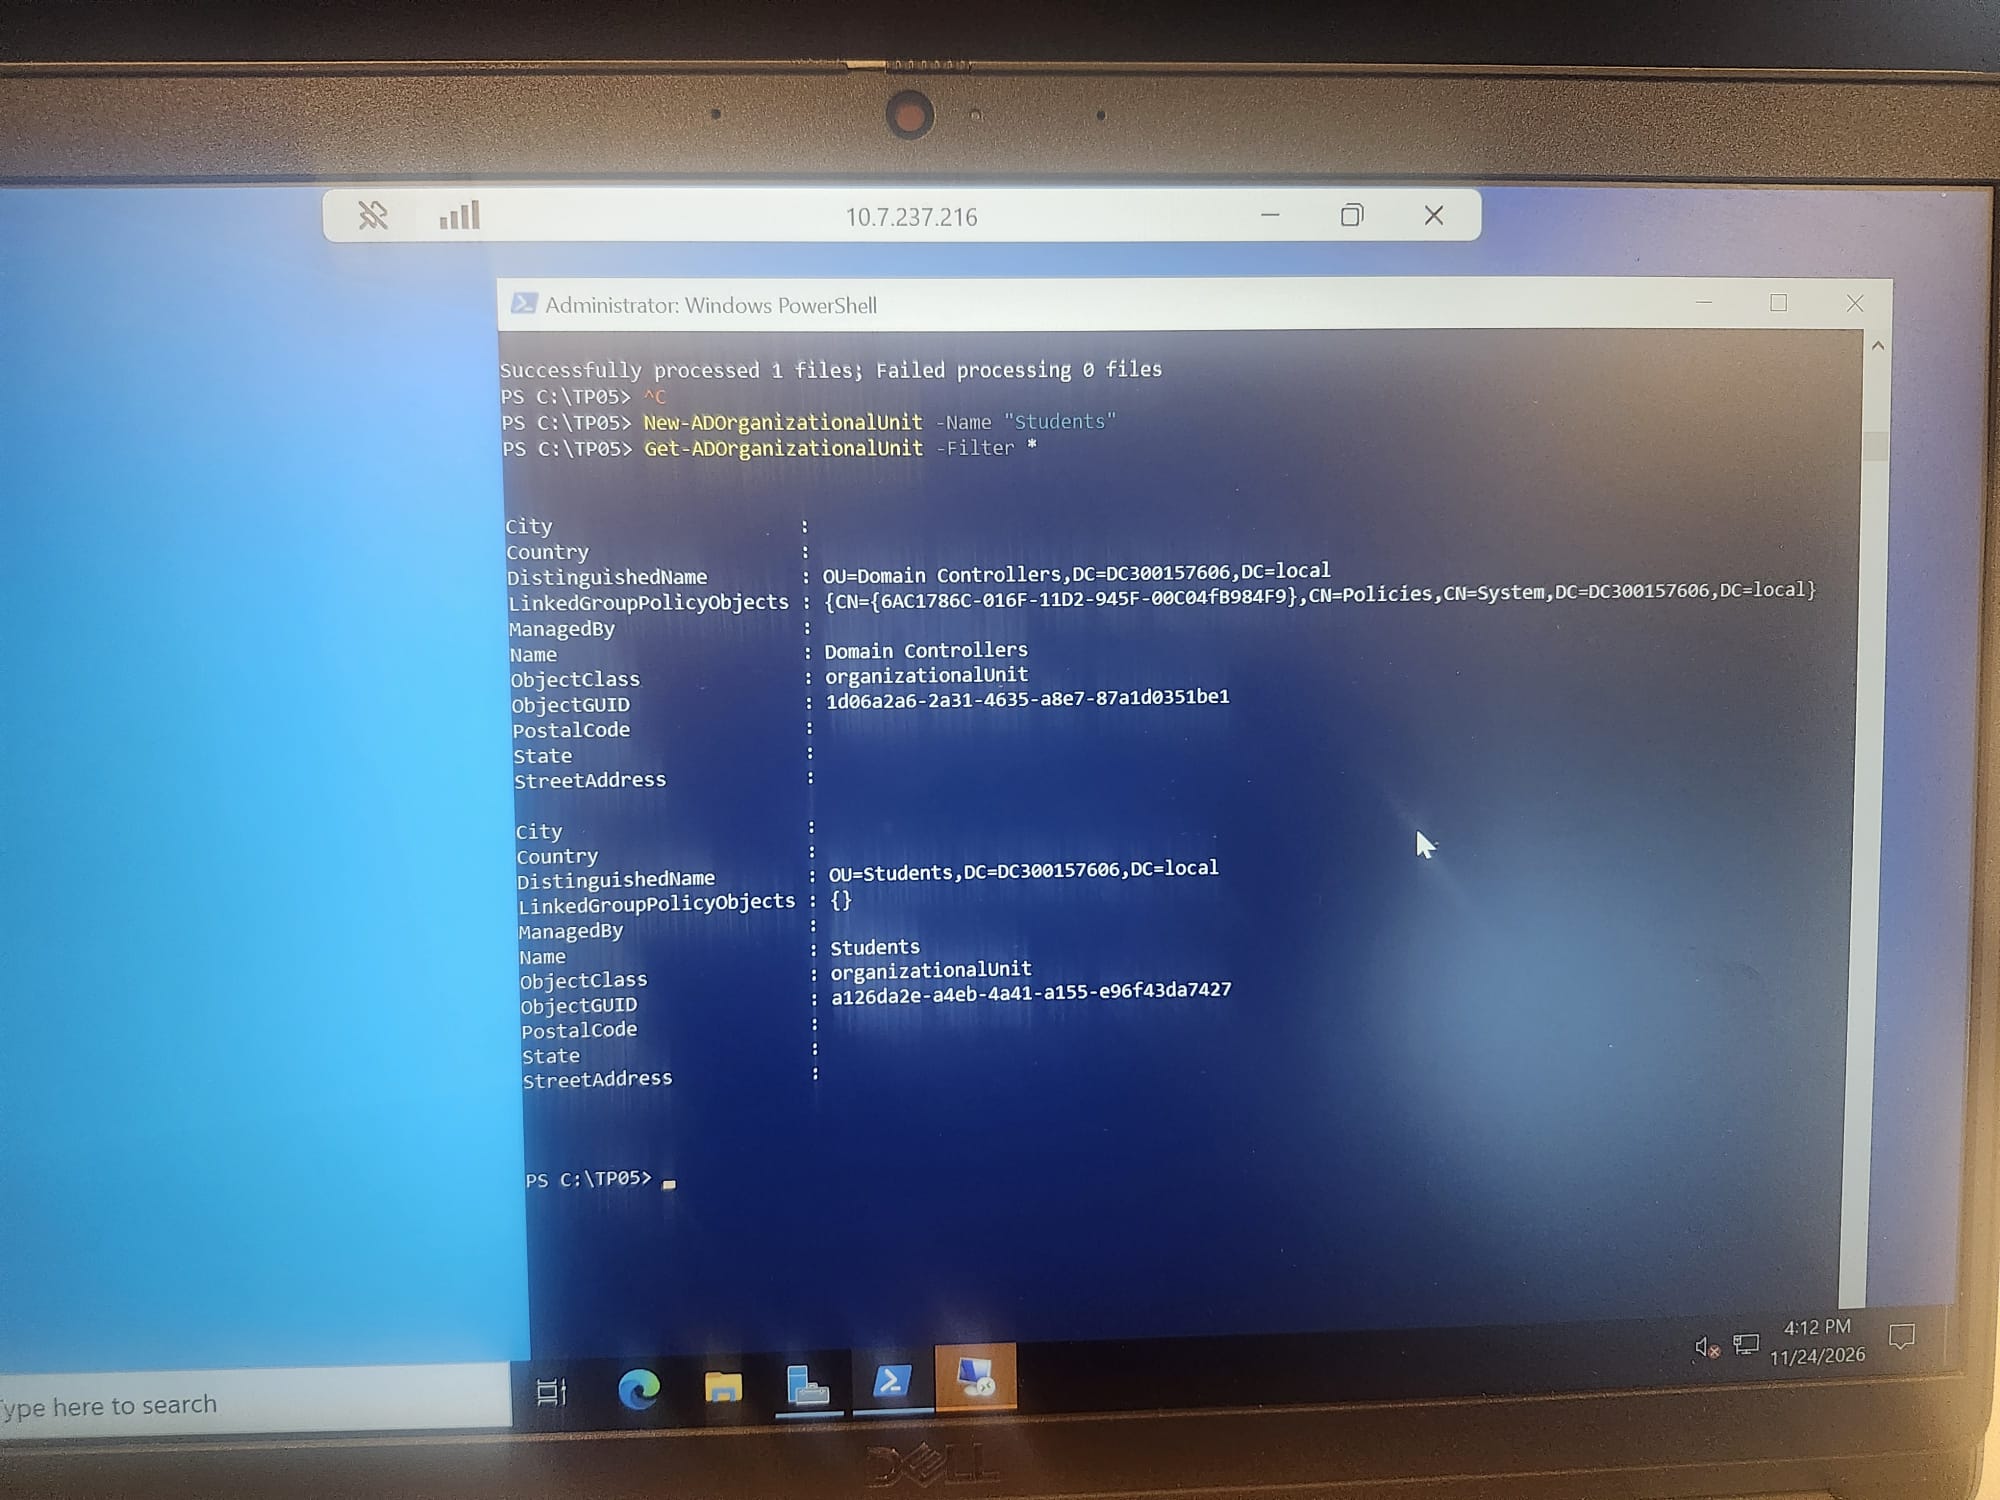 10.7.237.216
Administrator: Windows PowerShell
Successfully processed 1 files; Failed processing 0 files
PS C:\TP05> ^C
PS C:\TP05> New-ADOrganizationalUnit -Name "Students"
PS C:\TP05> Get-ADOrganizationalUnit -Filter *
City :
Country :
DistinguishedName : OU=Domain Controllers,DC=DC300157606,DC=local
LinkedGroupPolicyObjects : {CN={6AC1786C-016F-11D2-945F-00C04fB984F9},CN=Policies,CN=System,DC=DC300157606,DC=local}
ManagedBy :
Name : Domain Controllers
ObjectClass : organizationalUnit
ObjectGUID : 1d06a2a6-2a31-4635-a8e7-87a1d0351be1
PostalCode :
State :
StreetAddress :
City :
Country :
DistinguishedName : OU=Students,DC=DC300157606,DC=local
LinkedGroupPolicyObjects : {}
ManagedBy :
Name : Students
ObjectClass : organizationalUnit
ObjectGUID : a126da2e-a4eb-4a41-a155-e96f43da7427
PostalCode :
State :
StreetAddress :
PS C:\TP05>
ype here to search
4:12 PM
11/24/2026
DELL